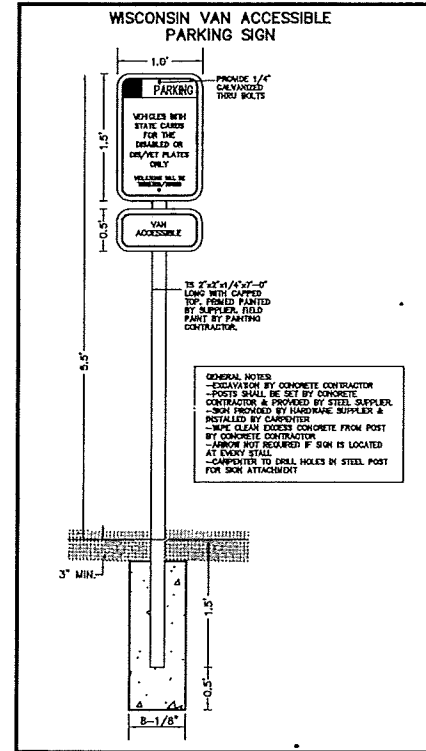 WISCONSIN VAN ACCESSIBLE
PARKING SIGN
1.0'
PROVIDE 1/4"
GALVANIZED
THRU BOLTS
PARKING
VEHICLES WITH
STATE CARDS
FOR THE
DISABLED OR
DIS/VET PLATES
ONLY
1.5'
VAN
ACCESSIBLE
0.5'
TS 2"x2"x1/4"x7'-0"
LONG WITH CAPPED
TOP. PRIMED PAINTED
BY SUPPLIER. FIELD
PAINT BY PAINTING
CONTRACTOR.
5.5'
GENERAL NOTES:
-EXCAVATION BY CONCRETE CONTRACTOR
-POSTS SHALL BE SET BY CONCRETE
CONTRACTOR & PROVIDED BY STEEL SUPPLIER.
-SIGN PROVIDED BY HARDWARE SUPPLIER &
INSTALLED BY CARPENTER
-WIPE CLEAN EXCESS CONCRETE FROM POST
BY CONCRETE CONTRACTOR
-ARROW NOT REQUIRED IF SIGN IS LOCATED
AT EVERY STALL
-CARPENTER TO DRILL HOLES IN STEEL POST
FOR SIGN ATTACHMENT
3" MIN.
1.5'
0.5'
8-1/8"